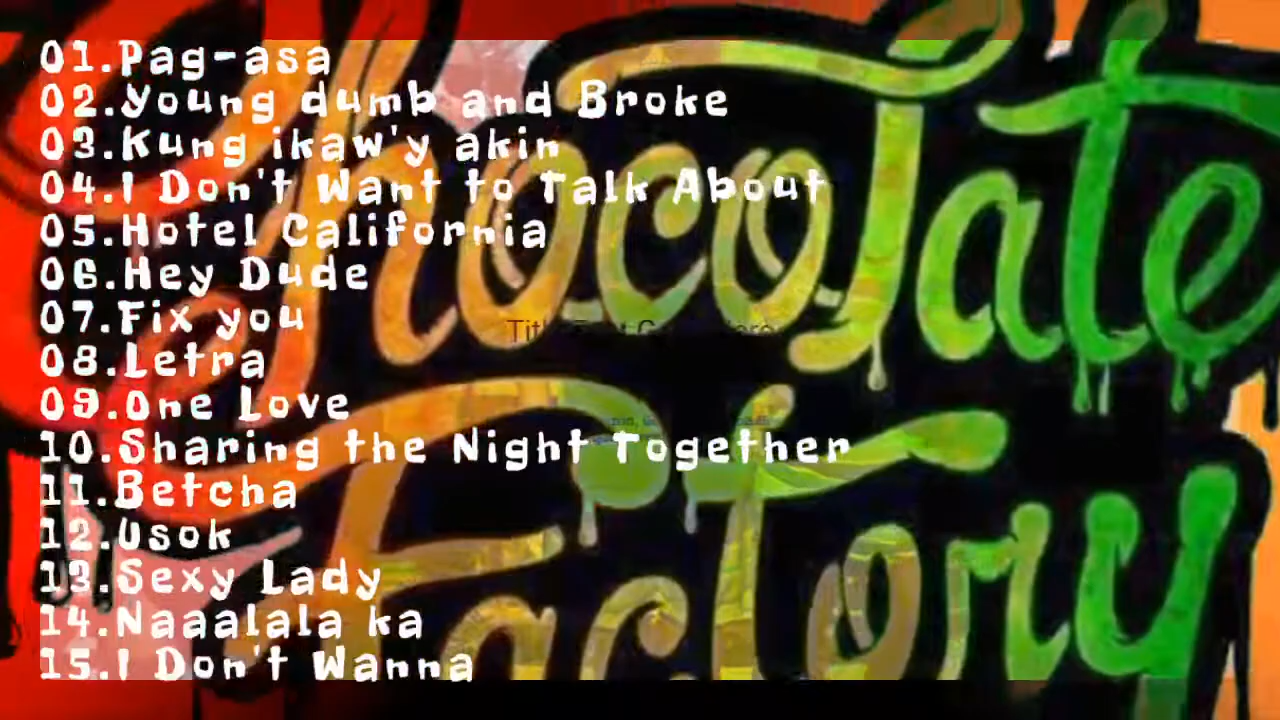 01.Pag-asa
02.Young dumb and Broke
03.Kung ikaw'y akin
04.I Don't Want to Talk About
05.Hotel California
06.Hey Dude
07.Fix you
08.Letra
09.One Love
10.Sharing the Night Together
11.Betcha
12.Usok
13.Sexy Lady
14.Naaalala ka
15.I Don't Wanna
Chocolate
Factory